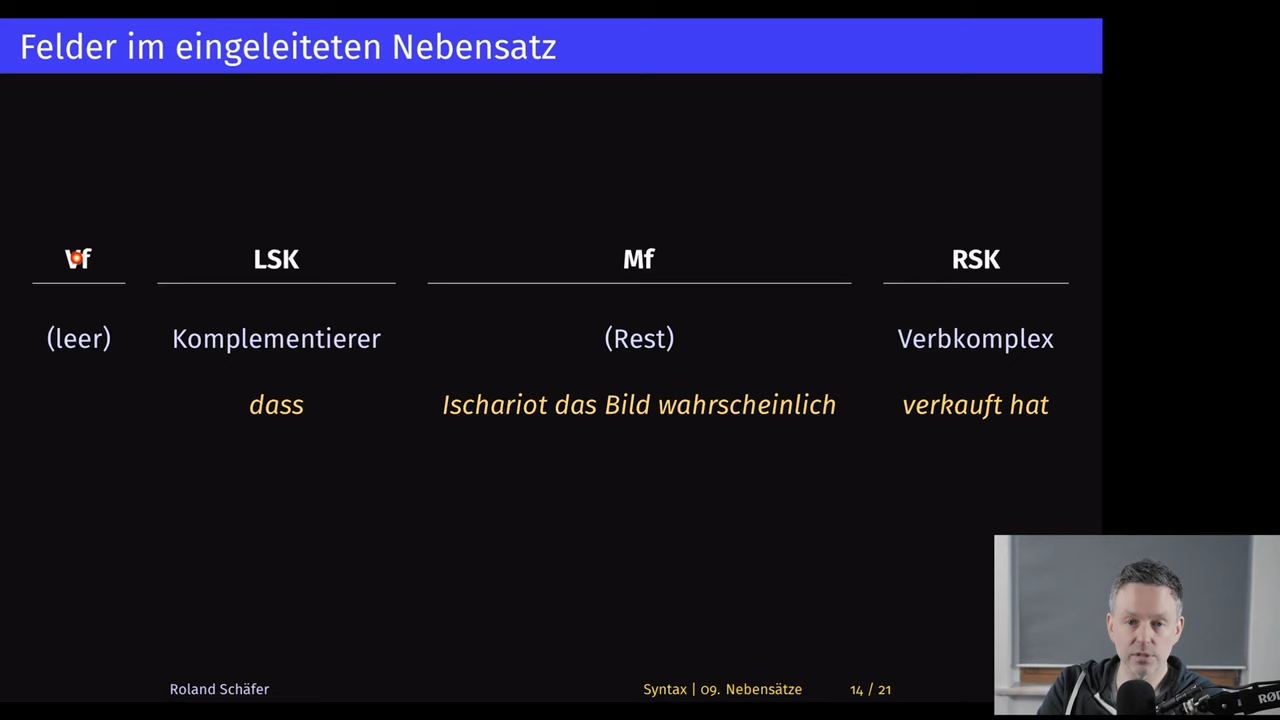 Felder im eingeleiteten Nebensatz
Vf LSK Mf RSK
(leer) Komplementierer (Rest) Verbkomplex
dass Ischariot das Bild wahrscheinlich verkauft hat
Roland Schäfer Syntax | 09. Nebensätze 14 / 21